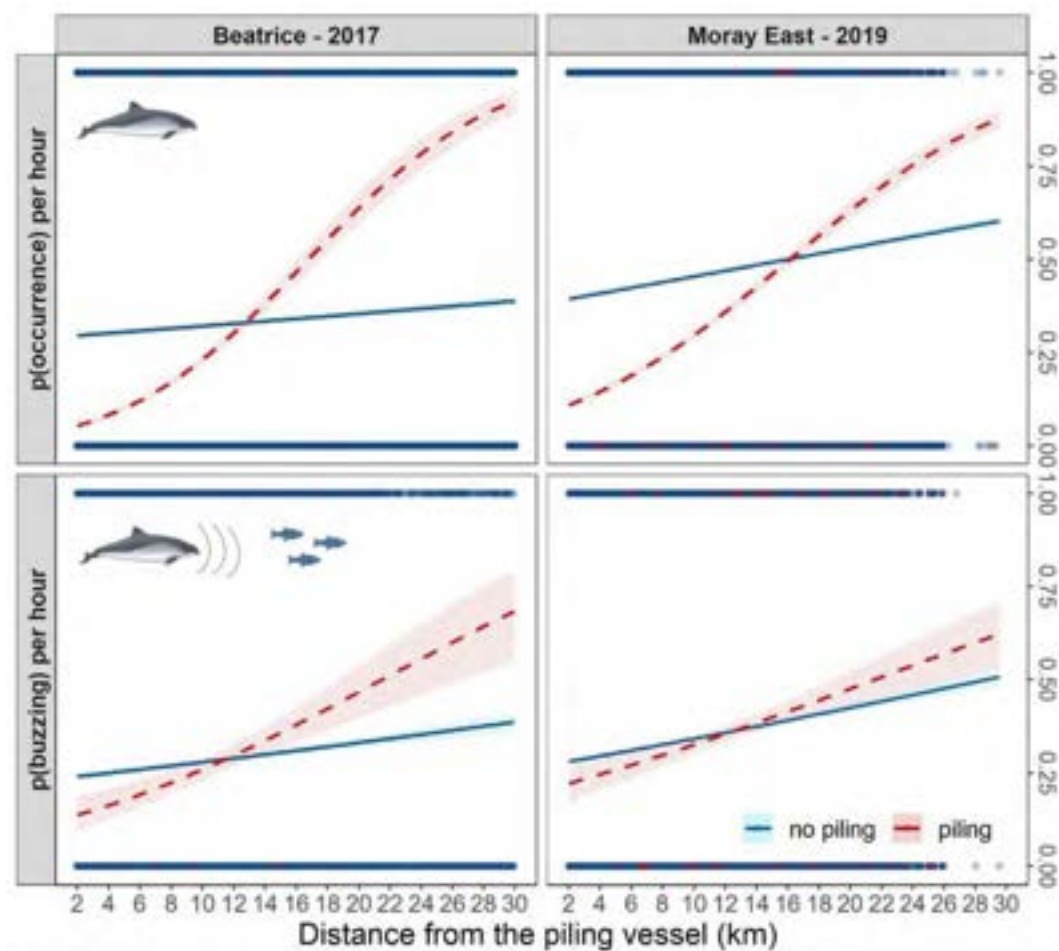 Beatrice - 2017
Moray East - 2019
p(occurrence) per hour
1.00
0.75
0.50
0.25
0.00
p(buzzing) per hour
1.00
0.75
0.50
0.25
0.00
no piling piling
2 4 6 8 10 12 14 16 18 20 22 24 26 28 30
2 4 6 8 10 12 14 16 18 20 22 24 26 28 30
Distance from the piling vessel (km)